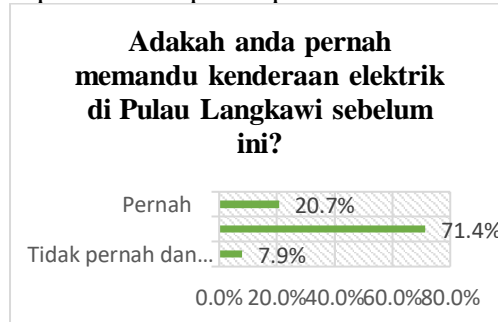 Adakah anda pernah
memandu kenderaan elektrik
di Pulau Langkawi sebelum
ini?
Pernah 20.7%
71.4%
Tidak pernah dan... 7.9%
0.0% 20.0%40.0%60.0%80.0%